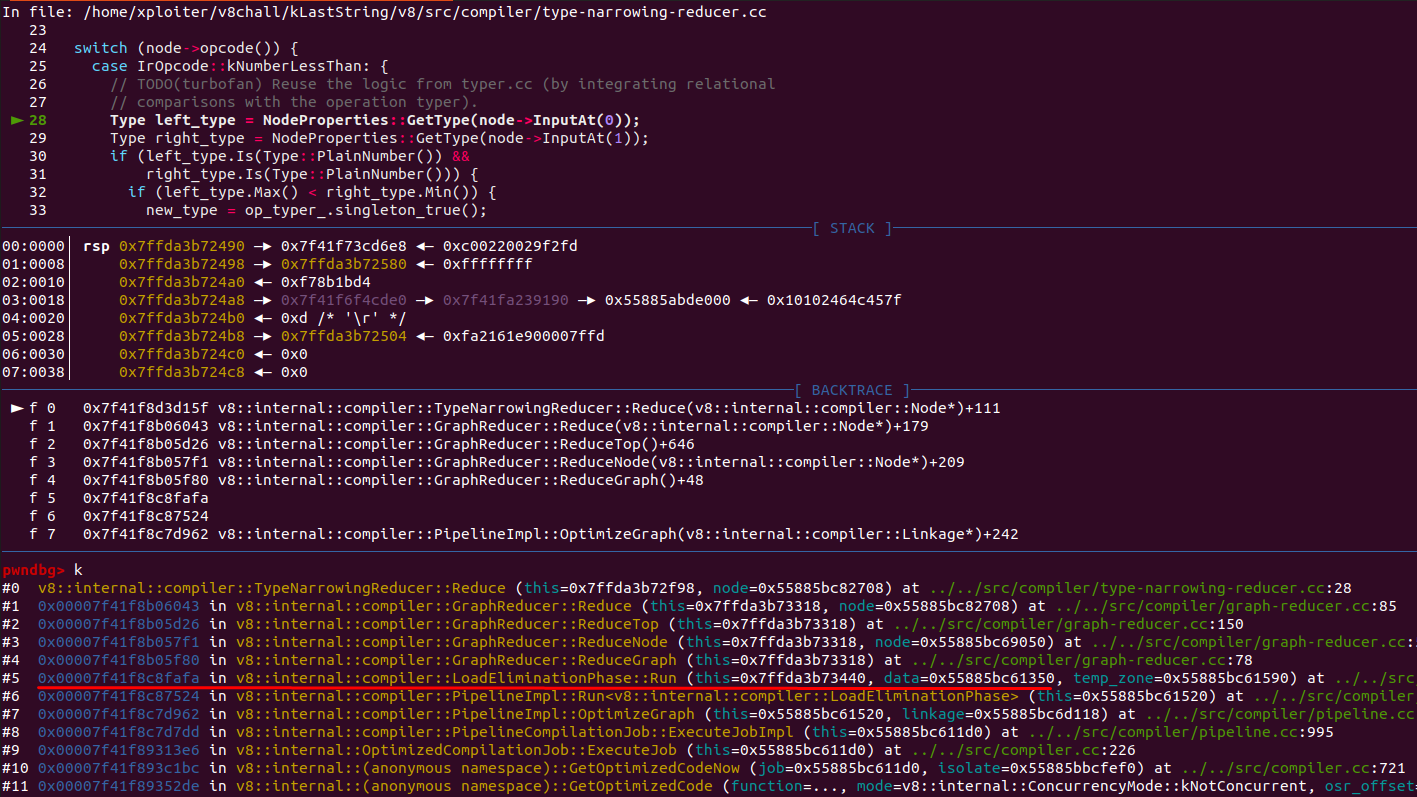 In file: /home/xploiter/v8chall/kLastString/v8/src/compiler/type-narrowing-reducer.cc
23
24 switch (node->opcode()) {
25 case IrOpcode::kNumberLessThan: {
26 // TODO(turbofan) Reuse the logic from typer.cc (by integrating relational
27 // comparisons with the operation typer).
► 28 Type left_type = NodeProperties::GetType(node->InputAt(0));
29 Type right_type = NodeProperties::GetType(node->InputAt(1));
30 if (left_type.Is(Type::PlainNumber()) &&
31 right_type.Is(Type::PlainNumber())) {
32 if (left_type.Max() < right_type.Min()) {
33 new_type = op_typer_.singleton_true();
[ STACK ]
00:0000│ rsp 0x7ffda3b72490 —▸ 0x7f41f73cd6e8 ◂— 0xc00220029f2fd
01:0008│ 0x7ffda3b72498 —▸ 0x7ffda3b72580 ◂— 0xffffffff
02:0010│ 0x7ffda3b724a0 ◂— 0xf78b1bd4
03:0018│ 0x7ffda3b724a8 —▸ 0x7f41f6f4cde0 —▸ 0x7f41fa239190 —▸ 0x55885abde000 ◂— 0x10102464c457f
04:0020│ 0x7ffda3b724b0 ◂— 0xd /* '\r' */
05:0028│ 0x7ffda3b724b8 —▸ 0x7ffda3b72504 ◂— 0xfa2161e900007ffd
06:0030│ 0x7ffda3b724c0 ◂— 0x0
07:0038│ 0x7ffda3b724c8 ◂— 0x0
[ BACKTRACE ]
► f 0 0x7f41f8d3d15f v8::internal::compiler::TypeNarrowingReducer::Reduce(v8::internal::compiler::Node*)+111
f 1 0x7f41f8b06043 v8::internal::compiler::GraphReducer::Reduce(v8::internal::compiler::Node*)+179
f 2 0x7f41f8b05d26 v8::internal::compiler::GraphReducer::ReduceTop()+646
f 3 0x7f41f8b057f1 v8::internal::compiler::GraphReducer::ReduceNode(v8::internal::compiler::Node*)+209
f 4 0x7f41f8b05f80 v8::internal::compiler::GraphReducer::ReduceGraph()+48
f 5 0x7f41f8c8fafa
f 6 0x7f41f8c87524
f 7 0x7f41f8c7d962 v8::internal::compiler::PipelineImpl::OptimizeGraph(v8::internal::compiler::Linkage*)+242
pwndbg> k
#0 v8::internal::compiler::TypeNarrowingReducer::Reduce (this=0x7ffda3b72f98, node=0x55885bc82708) at ../../src/compiler/type-narrowing-reducer.cc:28
#1 0x00007f41f8b06043 in v8::internal::compiler::GraphReducer::Reduce (this=0x7ffda3b73318, node=0x55885bc82708) at ../../src/compiler/graph-reducer.cc:85
#2 0x00007f41f8b05d26 in v8::internal::compiler::GraphReducer::ReduceTop (this=0x7ffda3b73318) at ../../src/compiler/graph-reducer.cc:150
#3 0x00007f41f8b057f1 in v8::internal::compiler::GraphReducer::ReduceNode (this=0x7ffda3b73318, node=0x55885bc69050) at ../../src/compiler/graph-reducer.cc:
#4 0x00007f41f8b05f80 in v8::internal::compiler::GraphReducer::ReduceGraph (this=0x7ffda3b73318) at ../../src/compiler/graph-reducer.cc:78
#5 0x00007f41f8c8fafa in v8::internal::compiler::LoadEliminationPhase::Run (this=0x7ffda3b73440, data=0x55885bc61350, temp_zone=0x55885bc61590) at ../../src
#6 0x00007f41f8c87524 in v8::internal::compiler::PipelineImpl::Run<v8::internal::compiler::LoadEliminationPhase> (this=0x55885bc61520) at ../../src/compiler
#7 0x00007f41f8c7d962 in v8::internal::compiler::PipelineImpl::OptimizeGraph (this=0x55885bc61520, linkage=0x55885bc6d118) at ../../src/compiler/pipeline.cc
#8 0x00007f41f8c7d7dd in v8::internal::compiler::PipelineCompilationJob::ExecuteJobImpl (this=0x55885bc611d0) at ../../src/compiler/pipeline.cc:995
#9 0x00007f41f89313e6 in v8::internal::OptimizedCompilationJob::ExecuteJob (this=0x55885bc611d0) at ../../src/compiler.cc:226
#10 0x00007f41f893c1bc in v8::internal::(anonymous namespace)::GetOptimizedCodeNow (job=0x55885bc611d0, isolate=0x55885bbcfef0) at ../../src/compiler.cc:721
#11 0x00007f41f89352de in v8::internal::(anonymous namespace)::GetOptimizedCode (function=..., mode=v8::internal::ConcurrencyMode::kNotConcurrent, osr_offset=